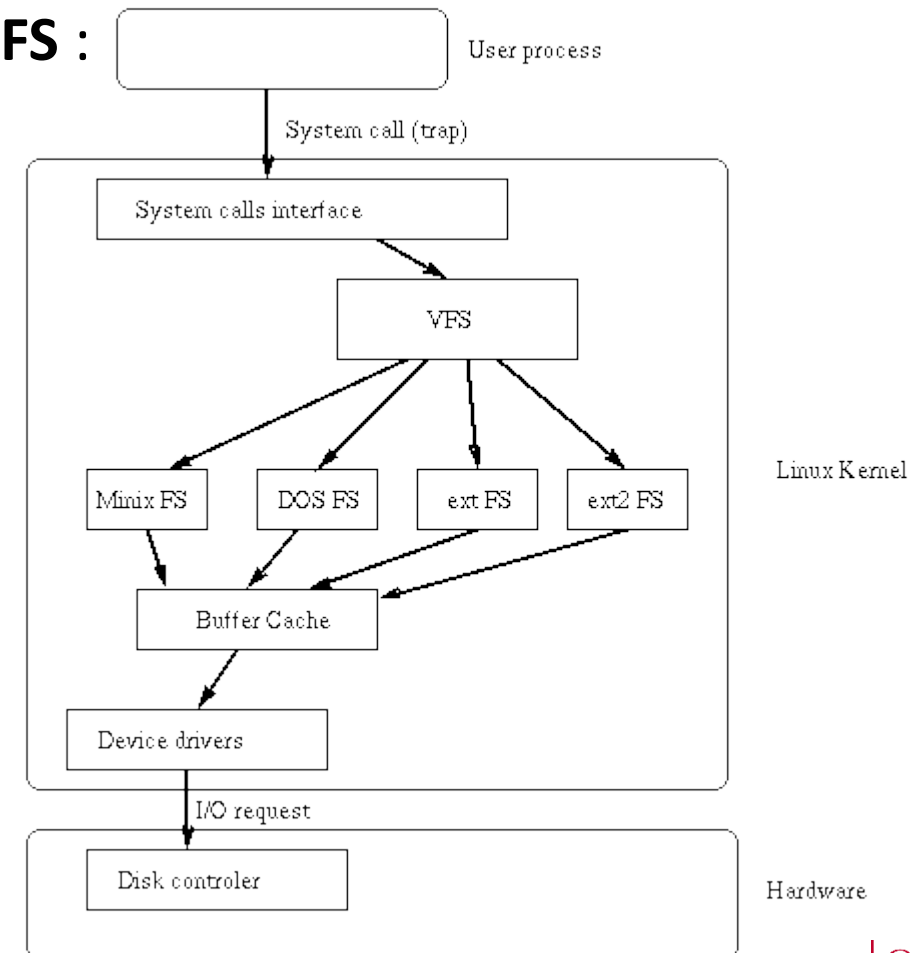 FS :
User process
System call (trap)
System calls interface
VFS
Minix FS
DOS FS
ext FS
ext2 FS
Linux Kernel
Buffer Cache
Device drivers
I/O request
Disk controler
Hardware